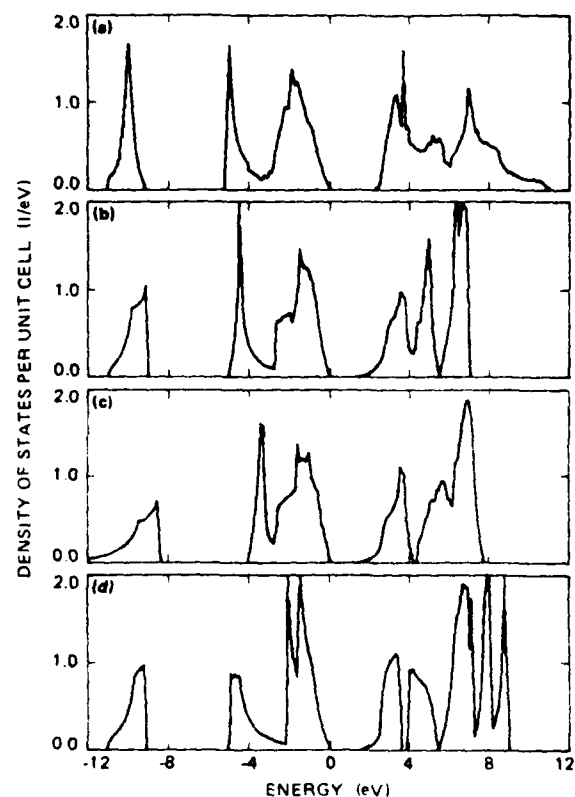 2.0
(a)
1.0
0.0
2.0
(b)
1.0
0.0
2.0
(c)
1.0
0.0
2.0
(d)
1.0
0.0
-12 -8 -4 0 4 8 12
ENERGY (eV)
DENSITY OF STATES PER UNIT CELL (1/eV)